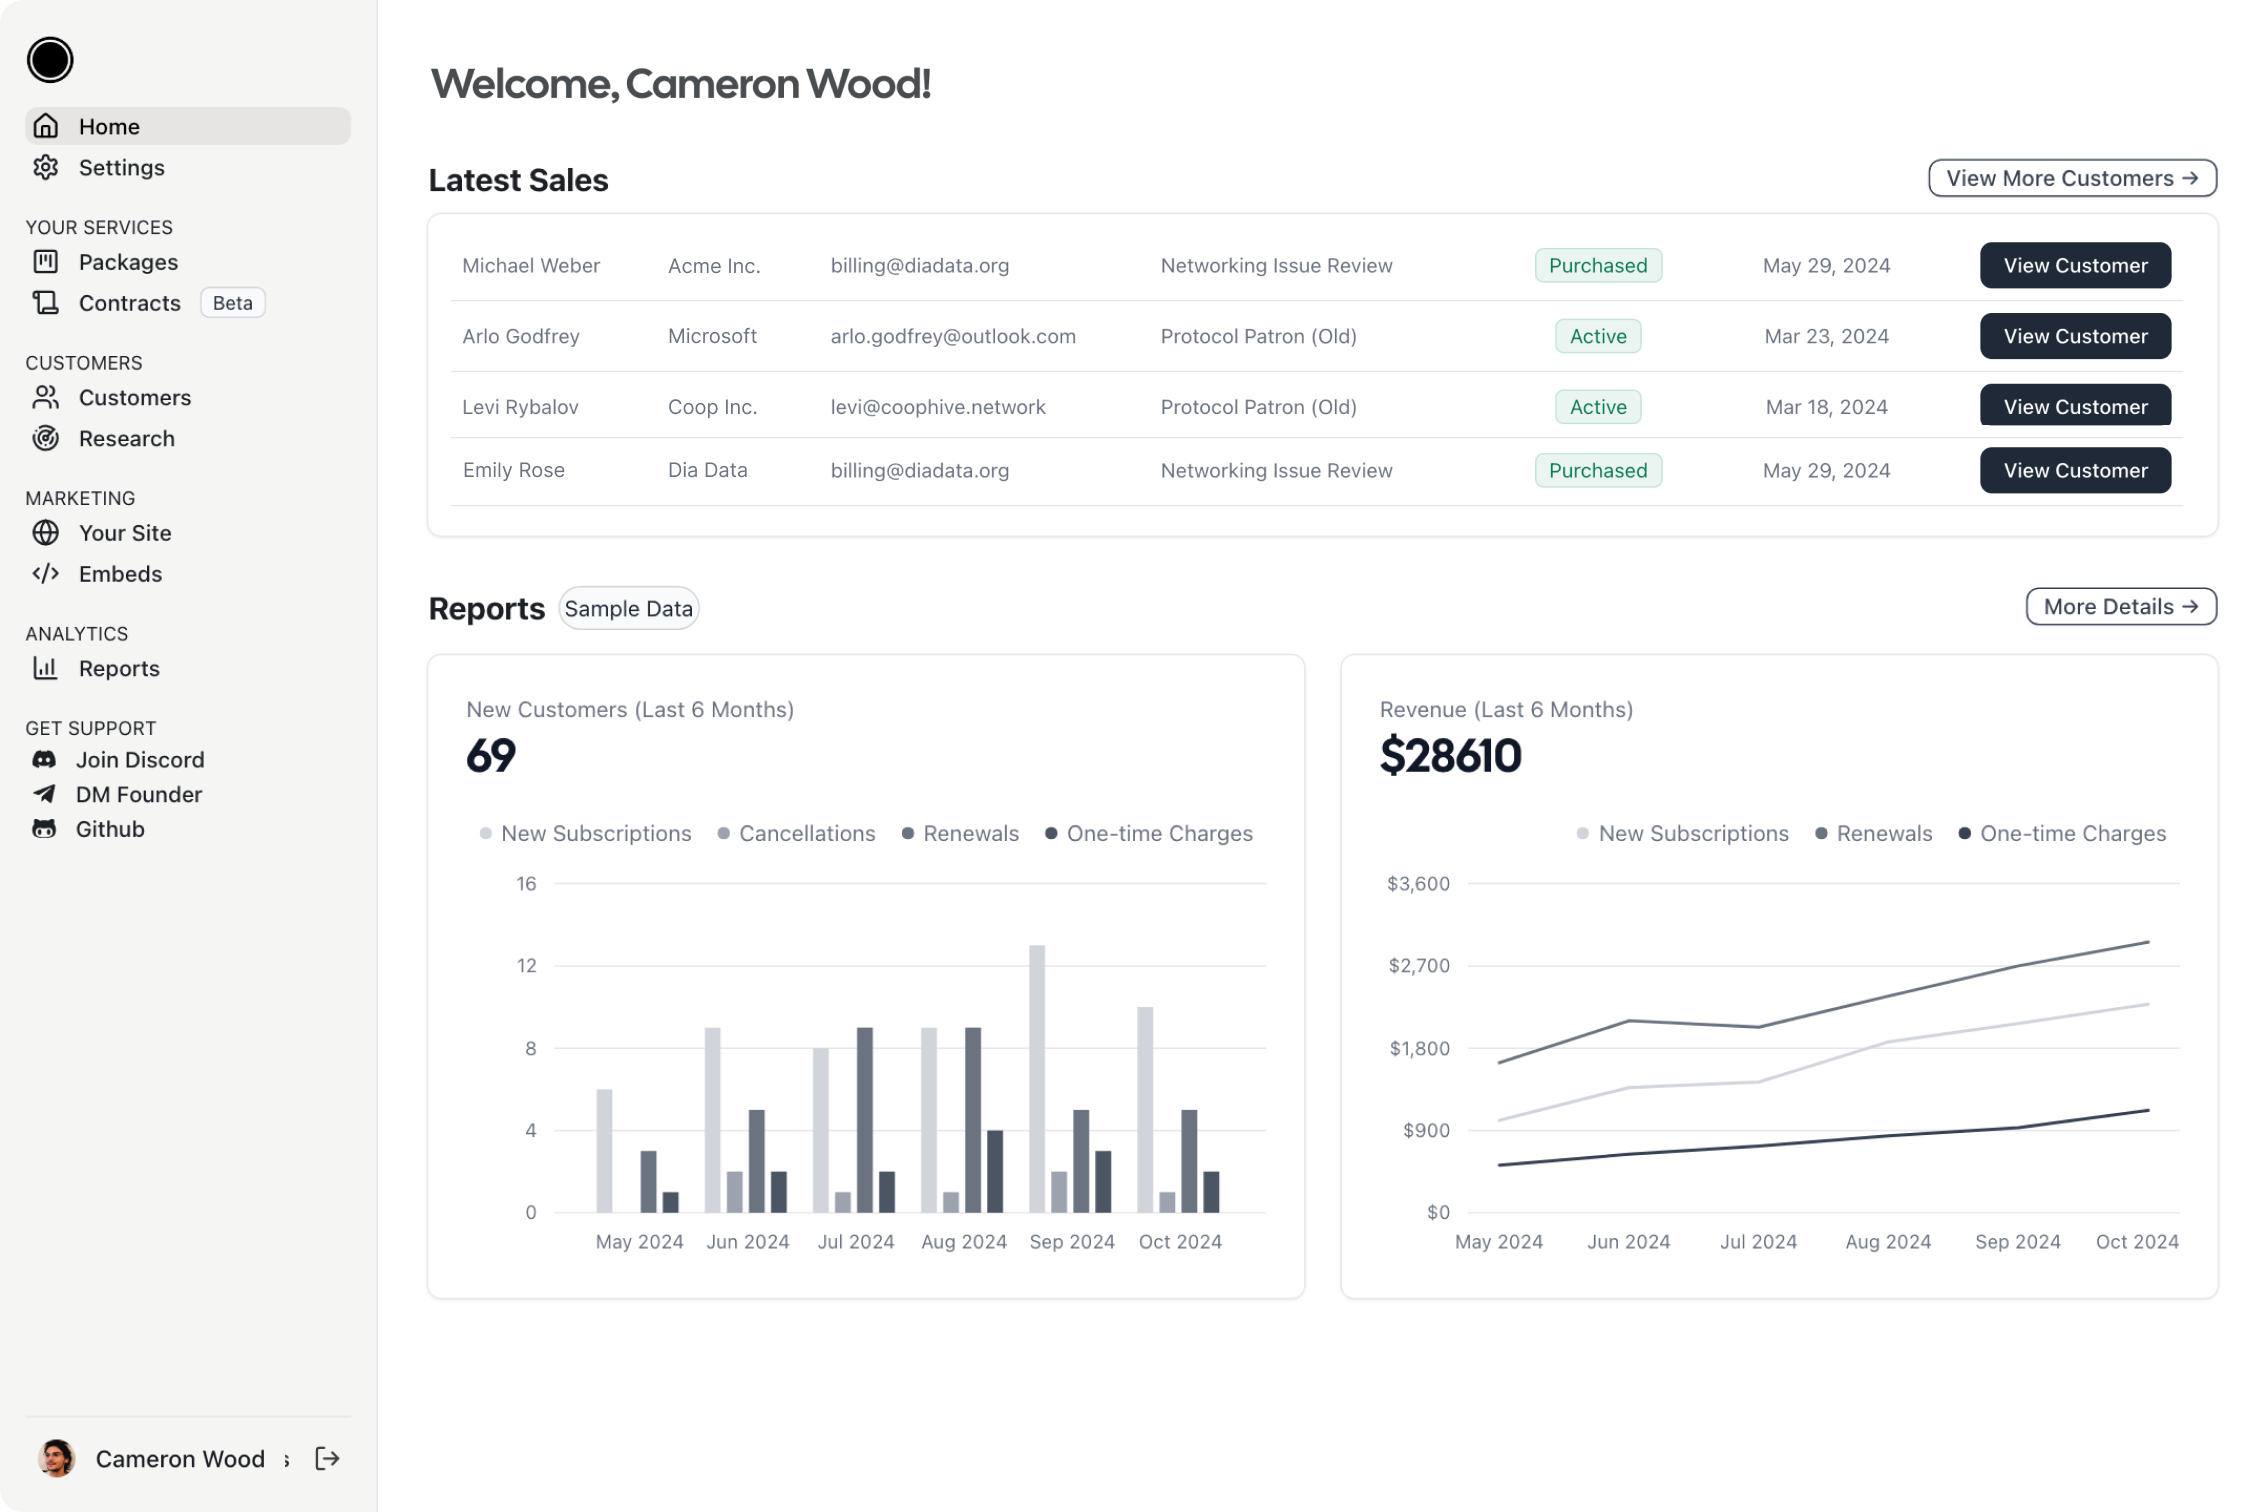 Home
Settings
YOUR SERVICES
Packages
Contracts Beta
CUSTOMERS
Customers
Research
MARKETING
Your Site
Embeds
ANALYTICS
Reports
GET SUPPORT
Join Discord
DM Founder
Github
Cameron Wood s
Welcome, Cameron Wood!
Latest Sales
View More Customers →
Michael Weber Acme Inc. billing@diadata.org Networking Issue Review Purchased May 29, 2024 View Customer
Arlo Godfrey Microsoft arlo.godfrey@outlook.com Protocol Patron (Old) Active Mar 23, 2024 View Customer
Levi Rybalov Coop Inc. levi@coophive.network Protocol Patron (Old) Active Mar 18, 2024 View Customer
Emily Rose Dia Data billing@diadata.org Networking Issue Review Purchased May 29, 2024 View Customer
Reports Sample Data
More Details →
New Customers (Last 6 Months)
69
New Subscriptions Cancellations Renewals One-time Charges
16
12
8
4
0
May 2024 Jun 2024 Jul 2024 Aug 2024 Sep 2024 Oct 2024
Revenue (Last 6 Months)
$28610
New Subscriptions Renewals One-time Charges
$3,600
$2,700
$1,800
$900
$0
May 2024 Jun 2024 Jul 2024 Aug 2024 Sep 2024 Oct 2024